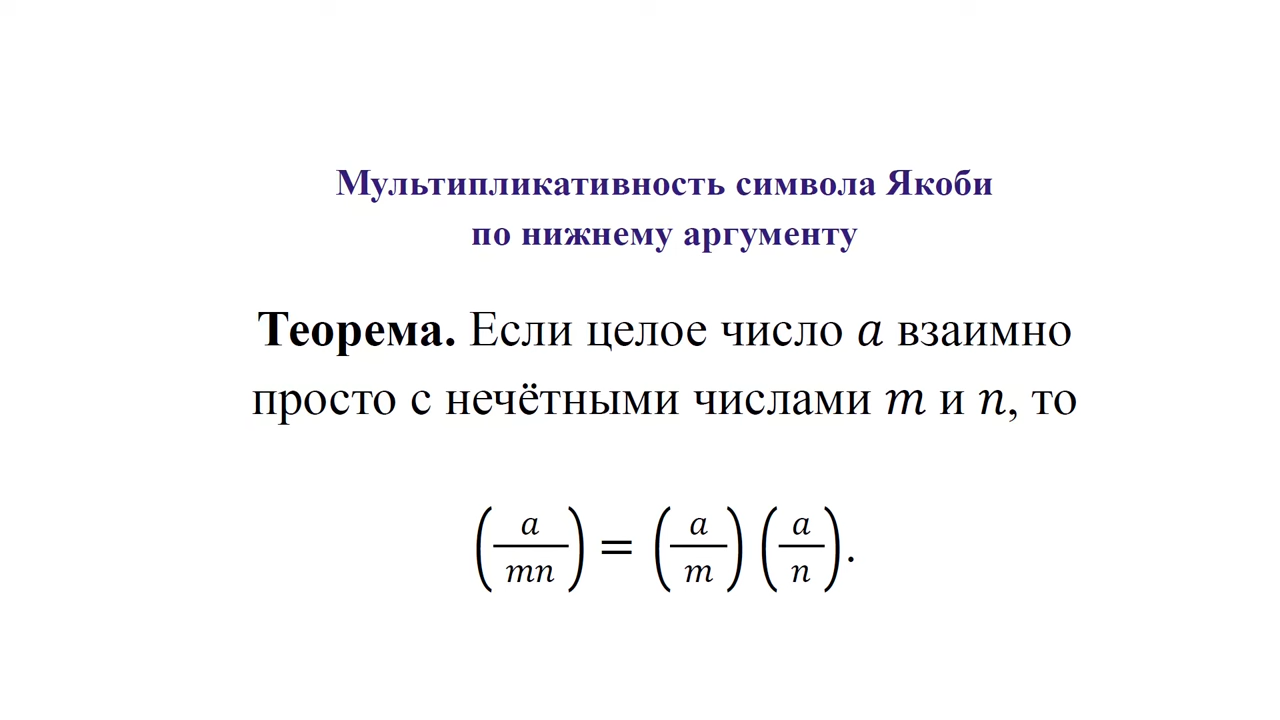 Мультипликативность символа Якоби
по нижнему аргументу
Теорема. Если целое число a взаимно
просто с нечётными числами m и n, то
(a/mn) = (a/m) (a/n).